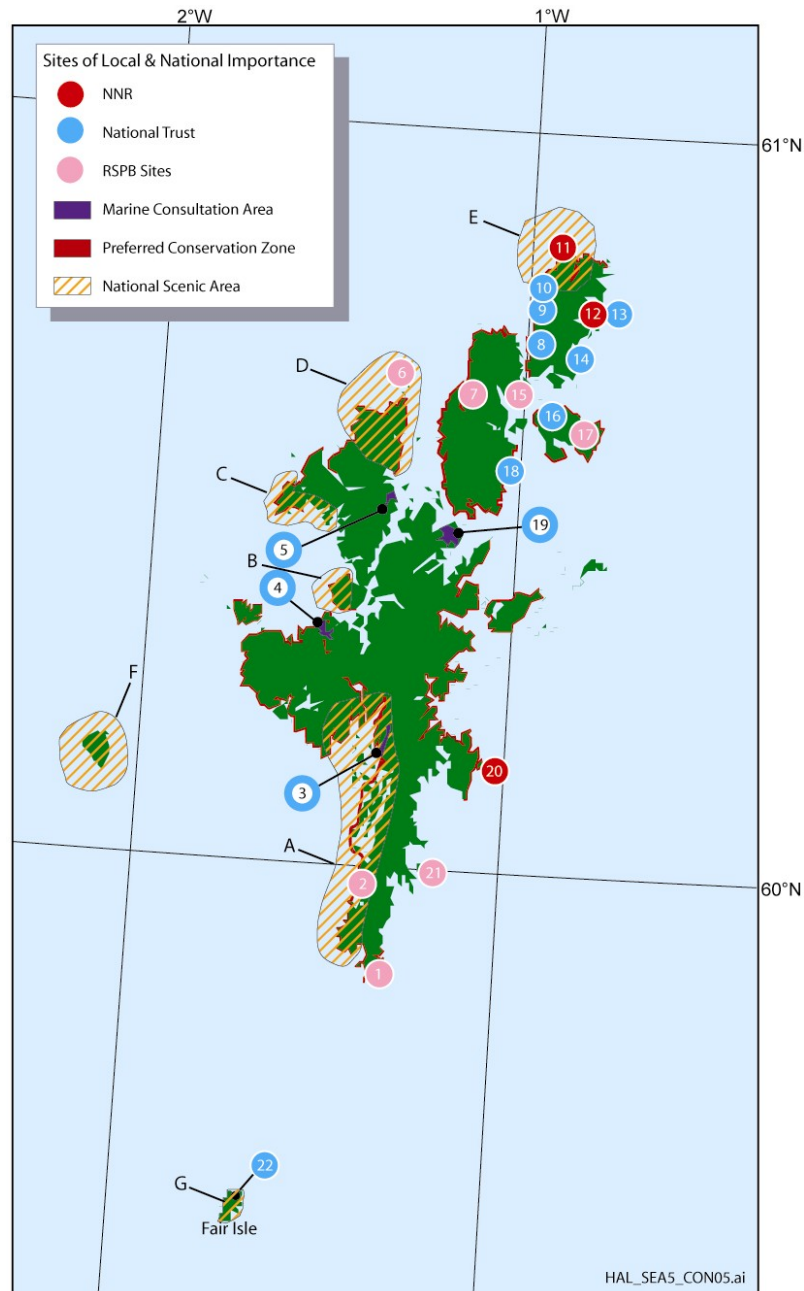 2°W
1°W
Sites of Local & National Importance
NNR
National Trust
RSPB Sites
Marine Consultation Area
Preferred Conservation Zone
National Scenic Area
61°N
E
11
10
9
12
13
8
14
D
6
7
15
16
17
C
18
5
19
B
4
F
3
20
A
2
21
60°N
1
22
G
Fair Isle
HAL_SEA5_CON05.ai